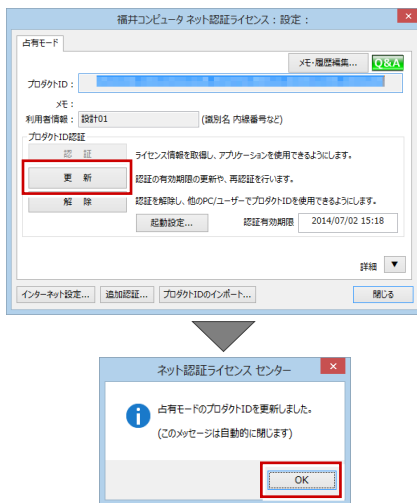 福井コンピュータ ネット認証ライセンス：設定：
占有モード
メモ・履歴編集... Q&A
プロダクトID：
メモ：
利用者情報： 設計01 (識別名 内線番号など)
プロダクトID認証
認 証 ライセンス情報を取得し、アプリケーションを使用できるようにします。
更 新 認証の有効期限の更新や、再認証を行います。
解 除 認証を解除し、他のPC/ユーザーでプロダクトIDを使用できるようにします。
起動設定... 認証有効期限 2014/07/02 15:18
詳細 ▼
インターネット設定... 追加認証... プロダクトIDのインポート... 閉じる
ネット認証ライセンス センター
占有モードのプロダクトIDを更新しました。
(このメッセージは自動的に閉じます)
OK